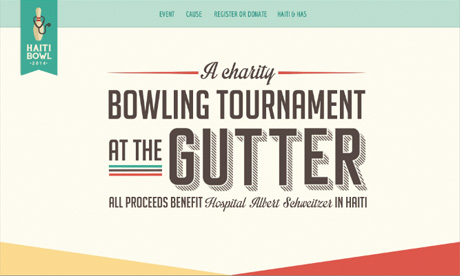 EVENT CAUSE REGISTER OR DONATE HAITI & HAS
HAITI
BOWL
·2014·
A charity
BOWLING TOURNAMENT
AT THE GUTTER
ALL PROCEEDS BENEFIT Hospital Albert Schweitzer IN HAITI